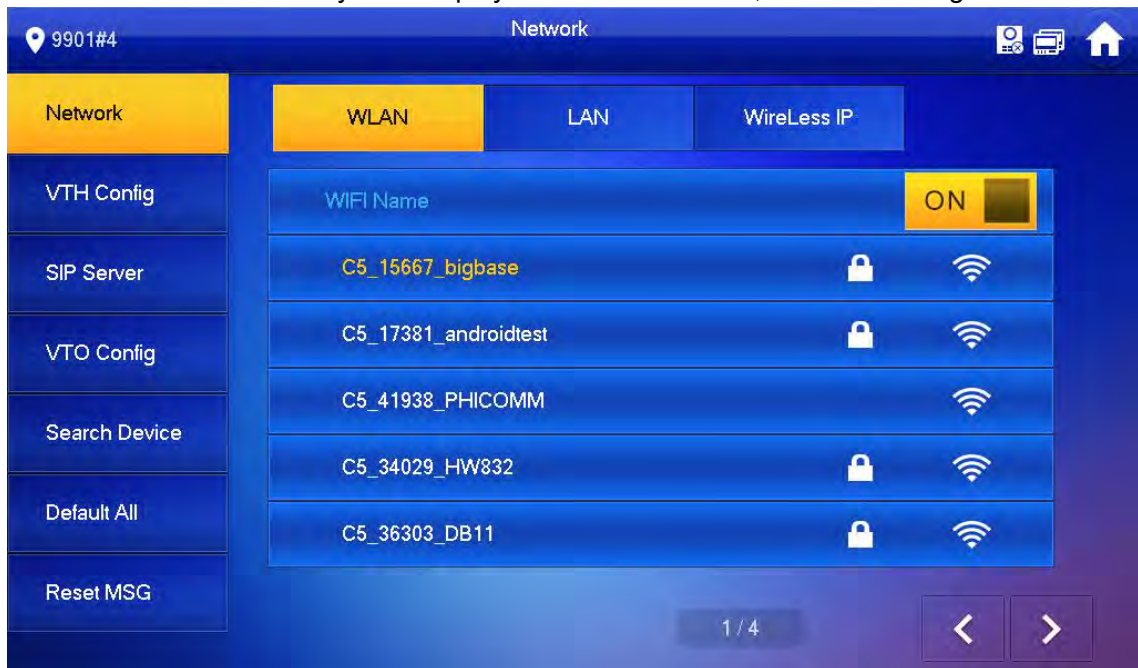 9901#4
Network
Network
VTH Config
SIP Server
VTO Config
Search Device
Default All
Reset MSG
WLAN LAN WireLess IP
WIFI Name ON
C5_15667_bigbase
C5_17381_androidtest
C5_41938_PHICOMM
C5_34029_HW832
C5_36303_DB11
1 / 4